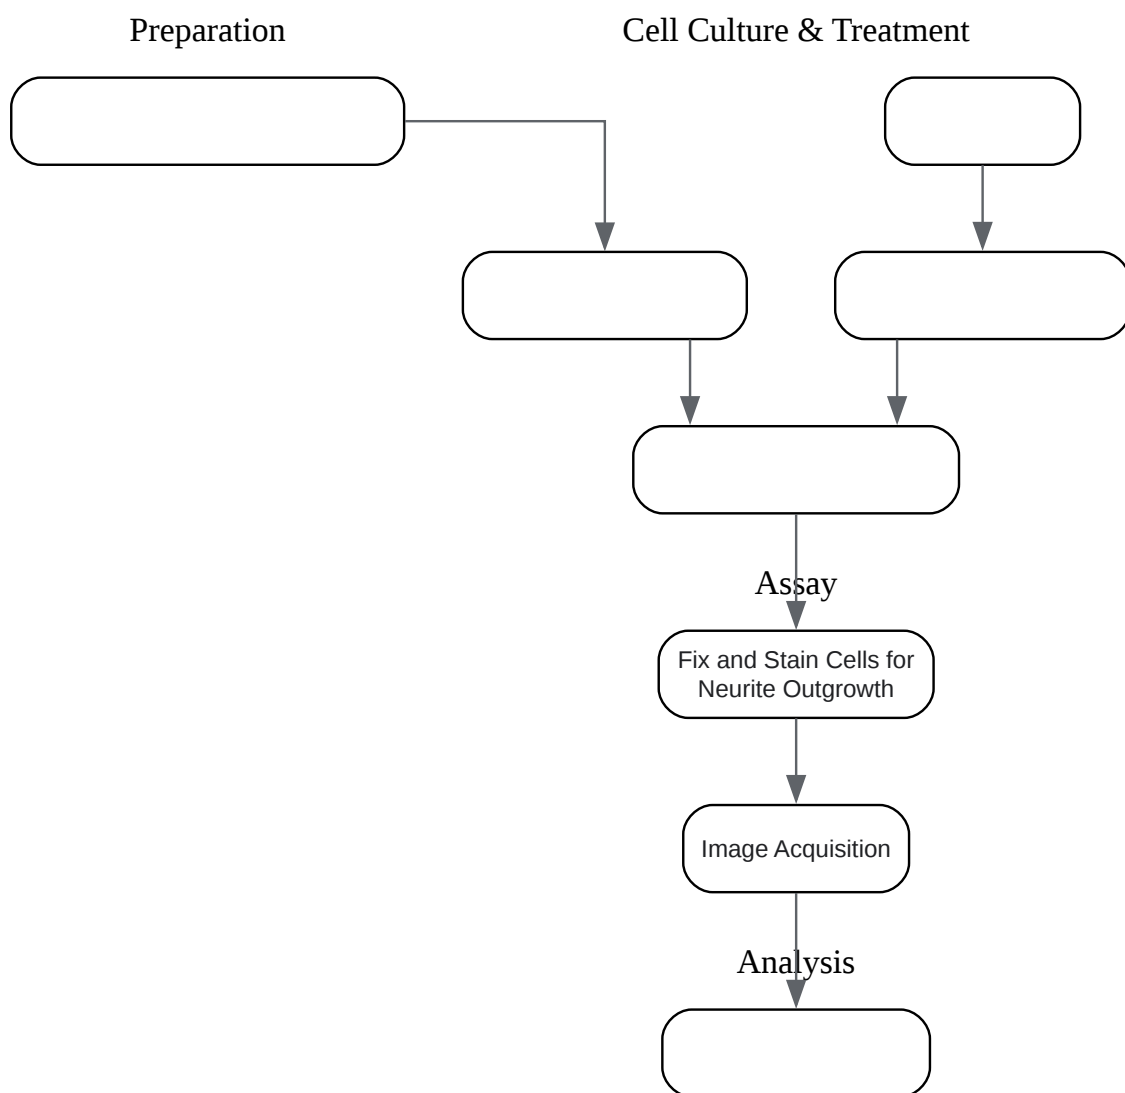 Preparation
Cell Culture & Treatment
Assay
Fix and Stain Cells for
Neurite Outgrowth
Image Acquisition
Analysis